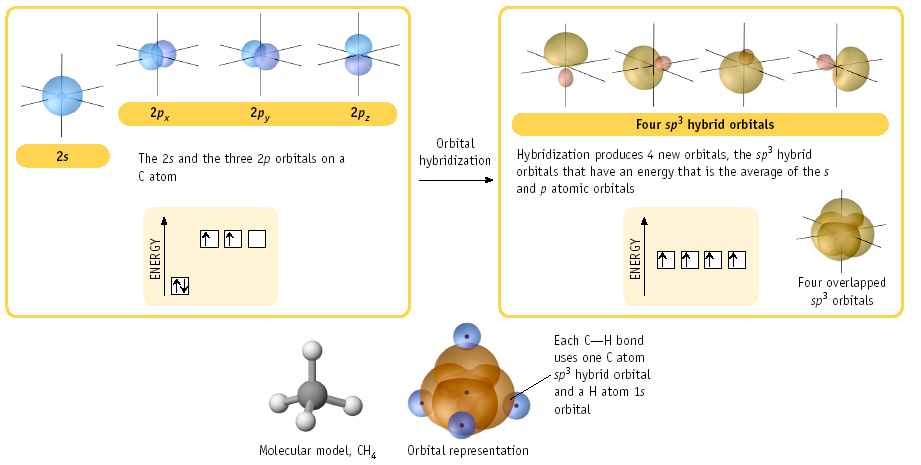 2s
2pₓ
2p_y
2p_z
The 2s and the three 2p orbitals on a
C atom
ENERGY
Orbital
hybridization
Four sp³ hybrid orbitals
Hybridization produces 4 new orbitals, the sp³ hybrid
orbitals that have an energy that is the average of the s
and p atomic orbitals
ENERGY
Four overlapped
sp³ orbitals
Each C—H bond
uses one C atom
sp³ hybrid orbital
and a H atom 1s
orbital
Molecular model, CH₄
Orbital representation